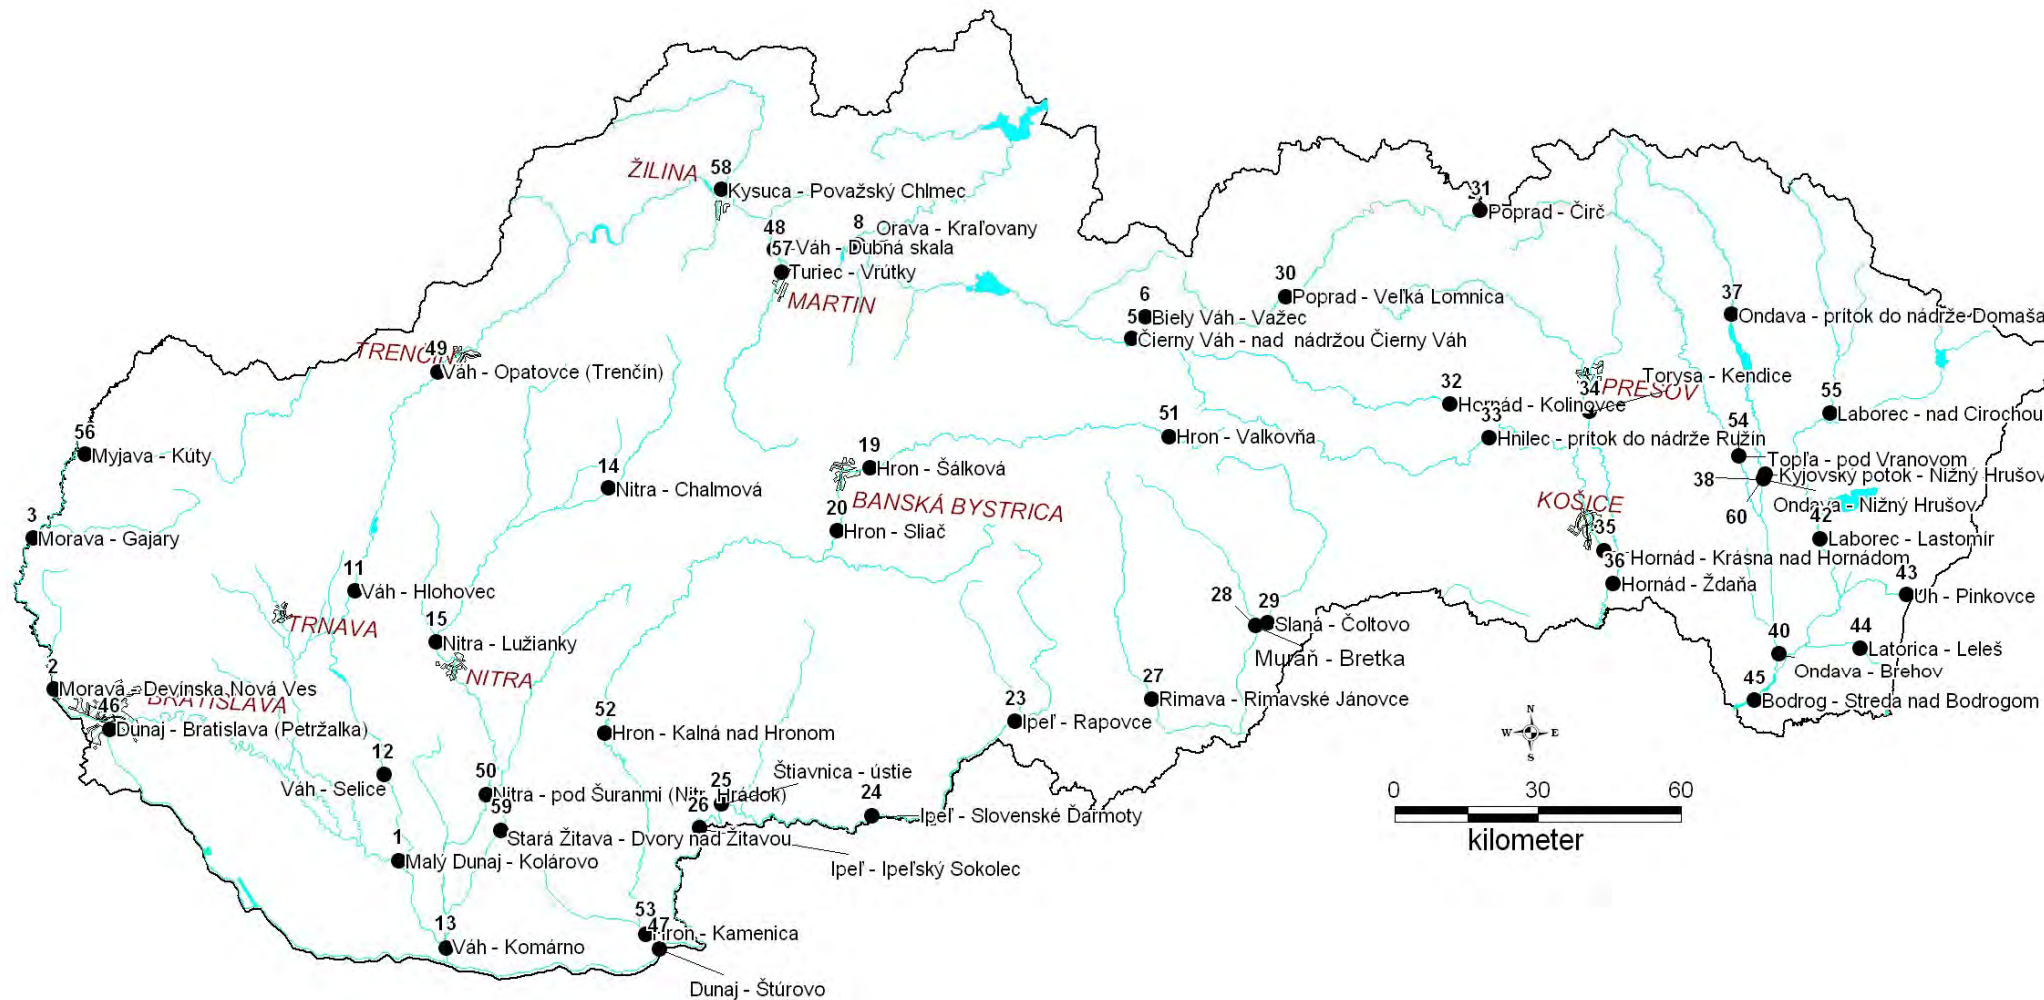 58
ŽILINA
Kysuca - Považský Chlmec
31
Poprad - Čirč
48
8
Orava - Kraľovany
Váh - Dubná skala
57
Turiec - Vrútky
MARTIN
30
Poprad - Veľká Lomnica
6
Biely Váh - Važec
5
Čierny Váh - nad nádržou Čierny Váh
37
Ondava - prítok do nádrže Domaša
TRENČÍN
49
Váh - Opatovce (Trenčín)
Torysa - Kendice
PREŠOV
34
32
Hornád - Kolinovce
33
Hnilec - prítok do nádrže Ružín
55
Laborec - nad Cirochou
51
Hron - Valkovňa
56
Myjava - Kúty
19
Hron - Šálková
54
Topľa - pod Vranovom
Kyjovský potok - Nižný Hrušov
38
Ondava - Nižný Hrušov
60
14
Nitra - Chalmová
BANSKÁ BYSTRICA
20
Hron - Sliač
KOŠICE
35
Hornád - Krásna nad Hornádom
36
Hornád - Ždaňa
42
Laborec - Lastomír
3
Morava - Gajary
11
Váh - Hlohovec
43
Uh - Pinkovce
TRNAVA
15
Nitra - Lužianky
NITRA
28
29
Slaná - Čoltovo
Muráň - Bretka
40
Ondava - Brehov
44
Latorica - Leleš
45
Bodrog - Streda nad Bodrogom
2
Morava - Devínska Nová Ves
BRATISLAVA
46
Dunaj - Bratislava (Petržalka)
27
Rimava - Rimavské Jánovce
23
Ipeľ - Rapovce
52
Hron - Kalná nad Hronom
N
W E
S
12
Váh - Selice
50
Nitra - pod Šuranmi (Nitr. Hrádok)
25
Štiavnica - ústie
24
Ipeľ - Slovenské Ďarmoty
26
Ipeľ - Ipeľský Sokolec
59
Stará Žitava - Dvory nad Žitavou
0 30 60
kilometer
1
Malý Dunaj - Kolárovo
13
Váh - Komárno
53
Hron - Kamenica
47
Dunaj - Štúrovo